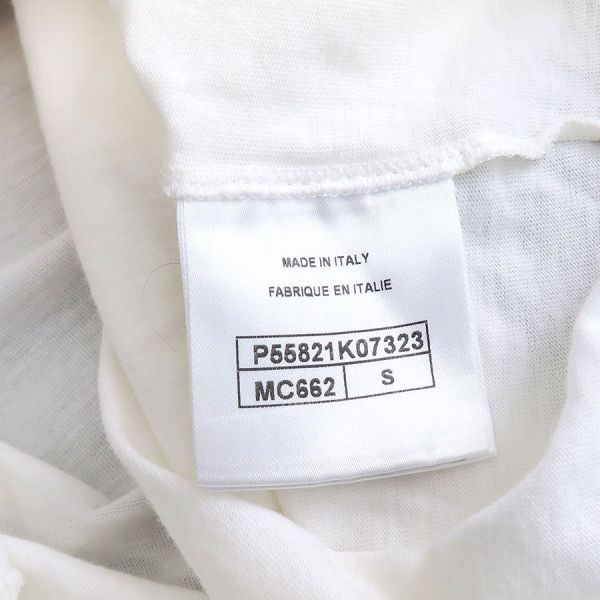 MADE IN ITALY
FABRIQUE EN ITALIE
P55821K07323
MC662 S